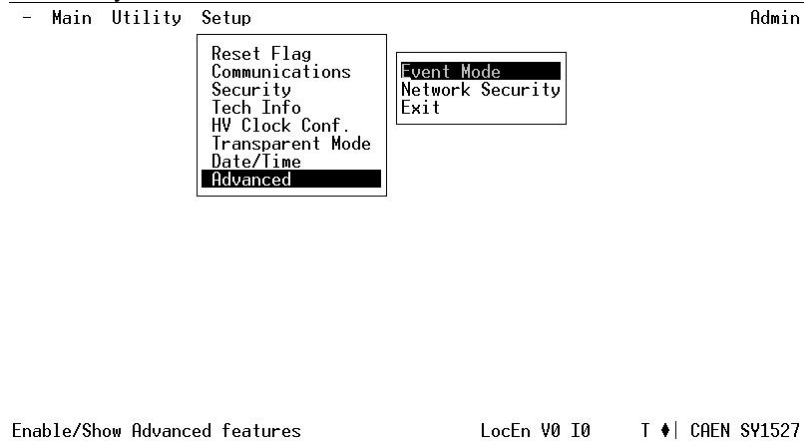 - Main Utility Setup Admin
Reset Flag
Communications
Security
Tech Info
HV Clock Conf.
Transparent Mode
Date/Time
Advanced
Event Mode
Network Security
Exit
Enable/Show Advanced features LocEn V0 I0 T ♦| CAEN SY1527